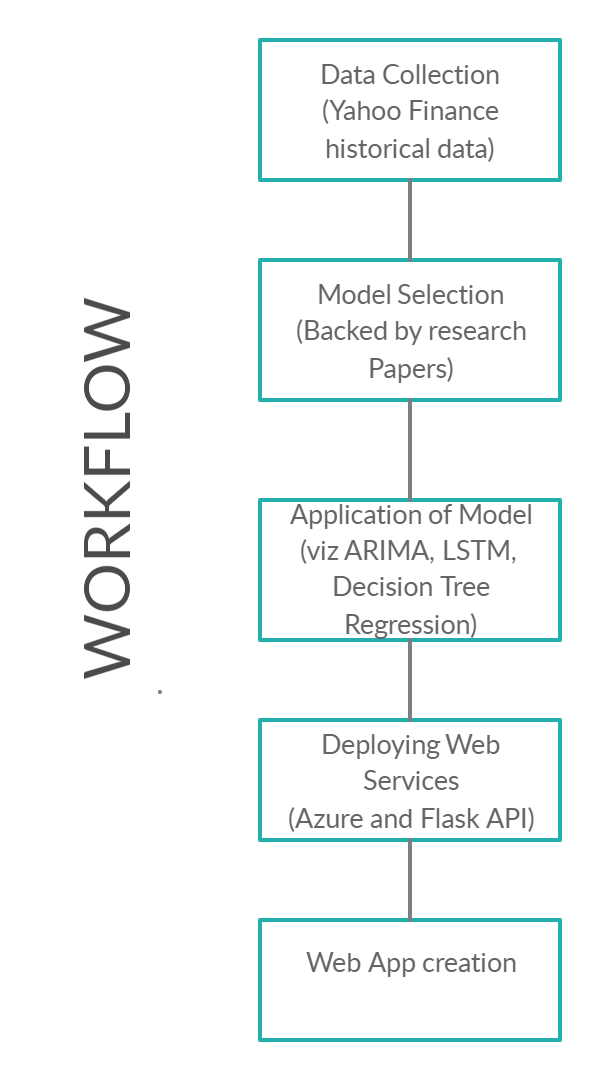 WORKFLOW
Data Collection
(Yahoo Finance
historical data)
Model Selection
(Backed by research
Papers)
Application of Model
(viz ARIMA, LSTM,
Decision Tree
Regression)
Deploying Web
Services
(Azure and Flask API)
Web App creation